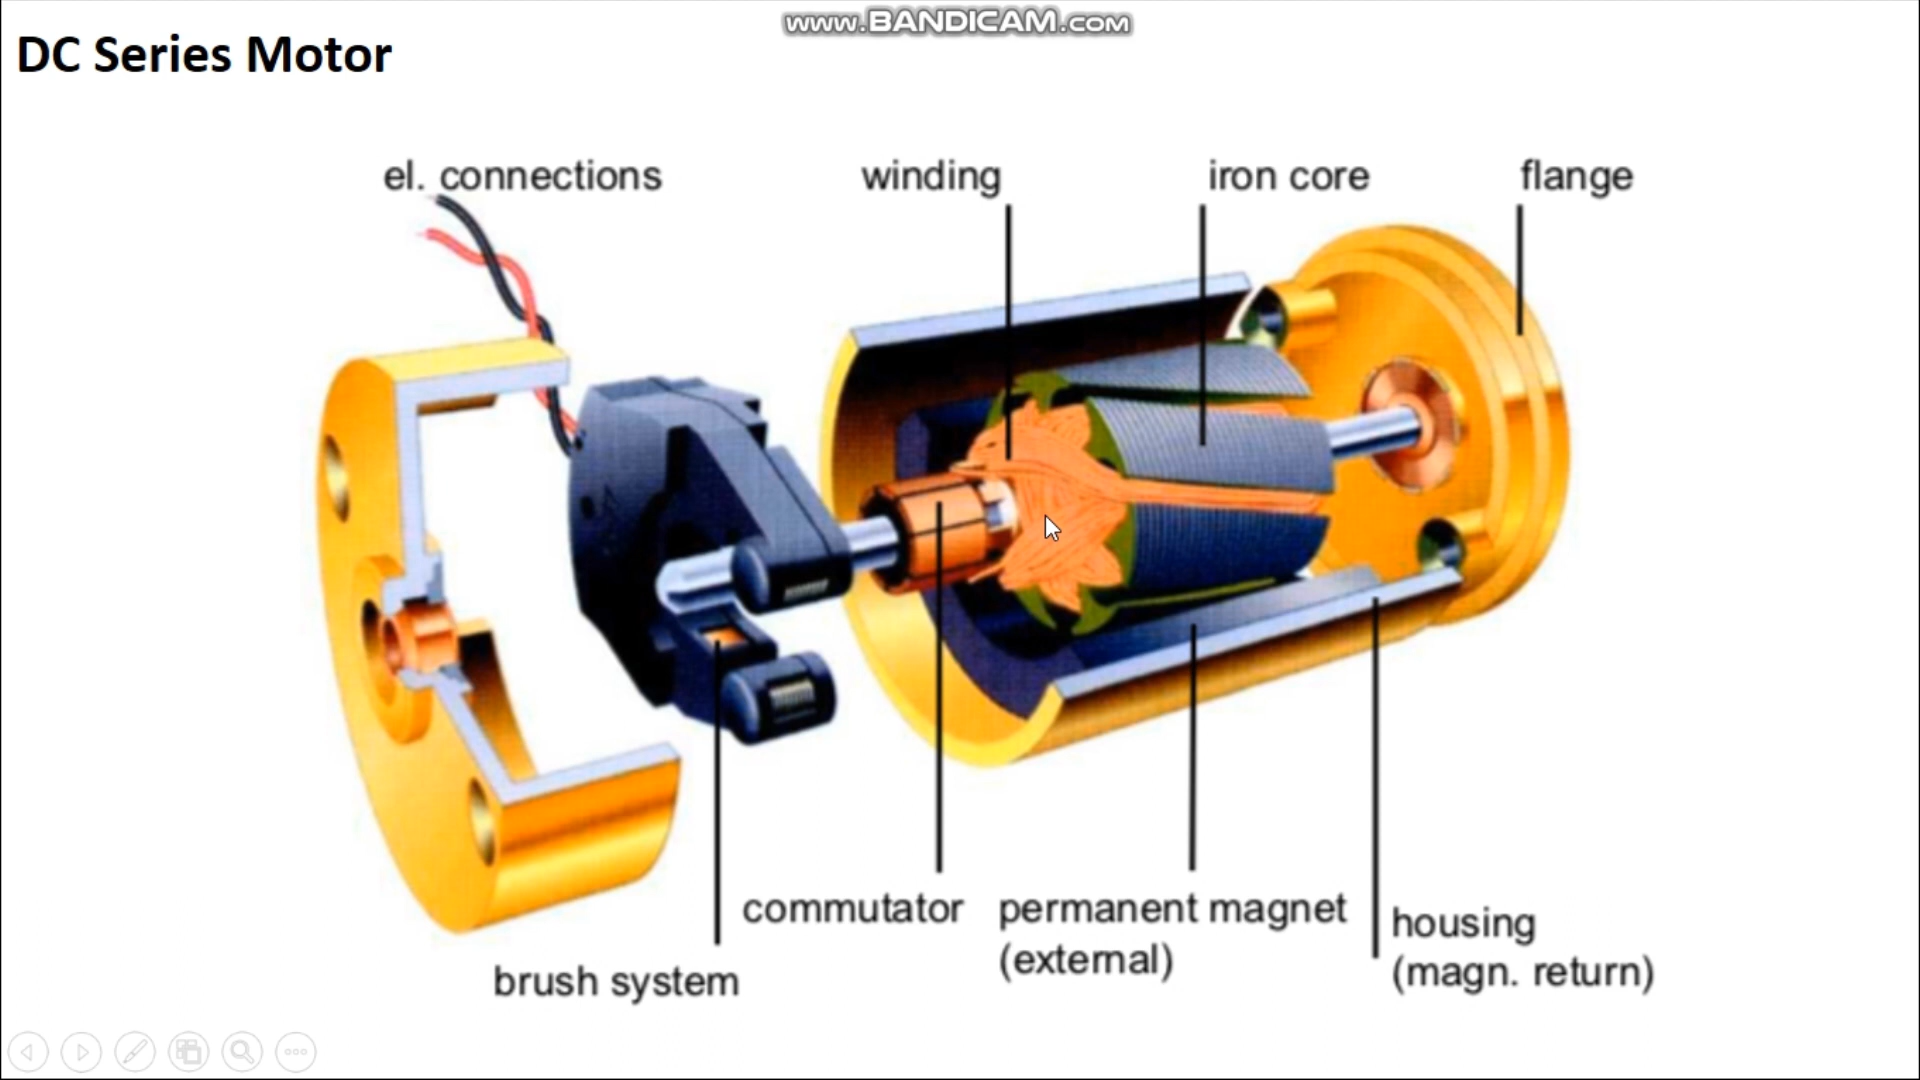 www.BANDICAM.com
DC Series Motor
el. connections
winding
iron core
flange
commutator
permanent magnet
(external)
housing
(magn. return)
brush system